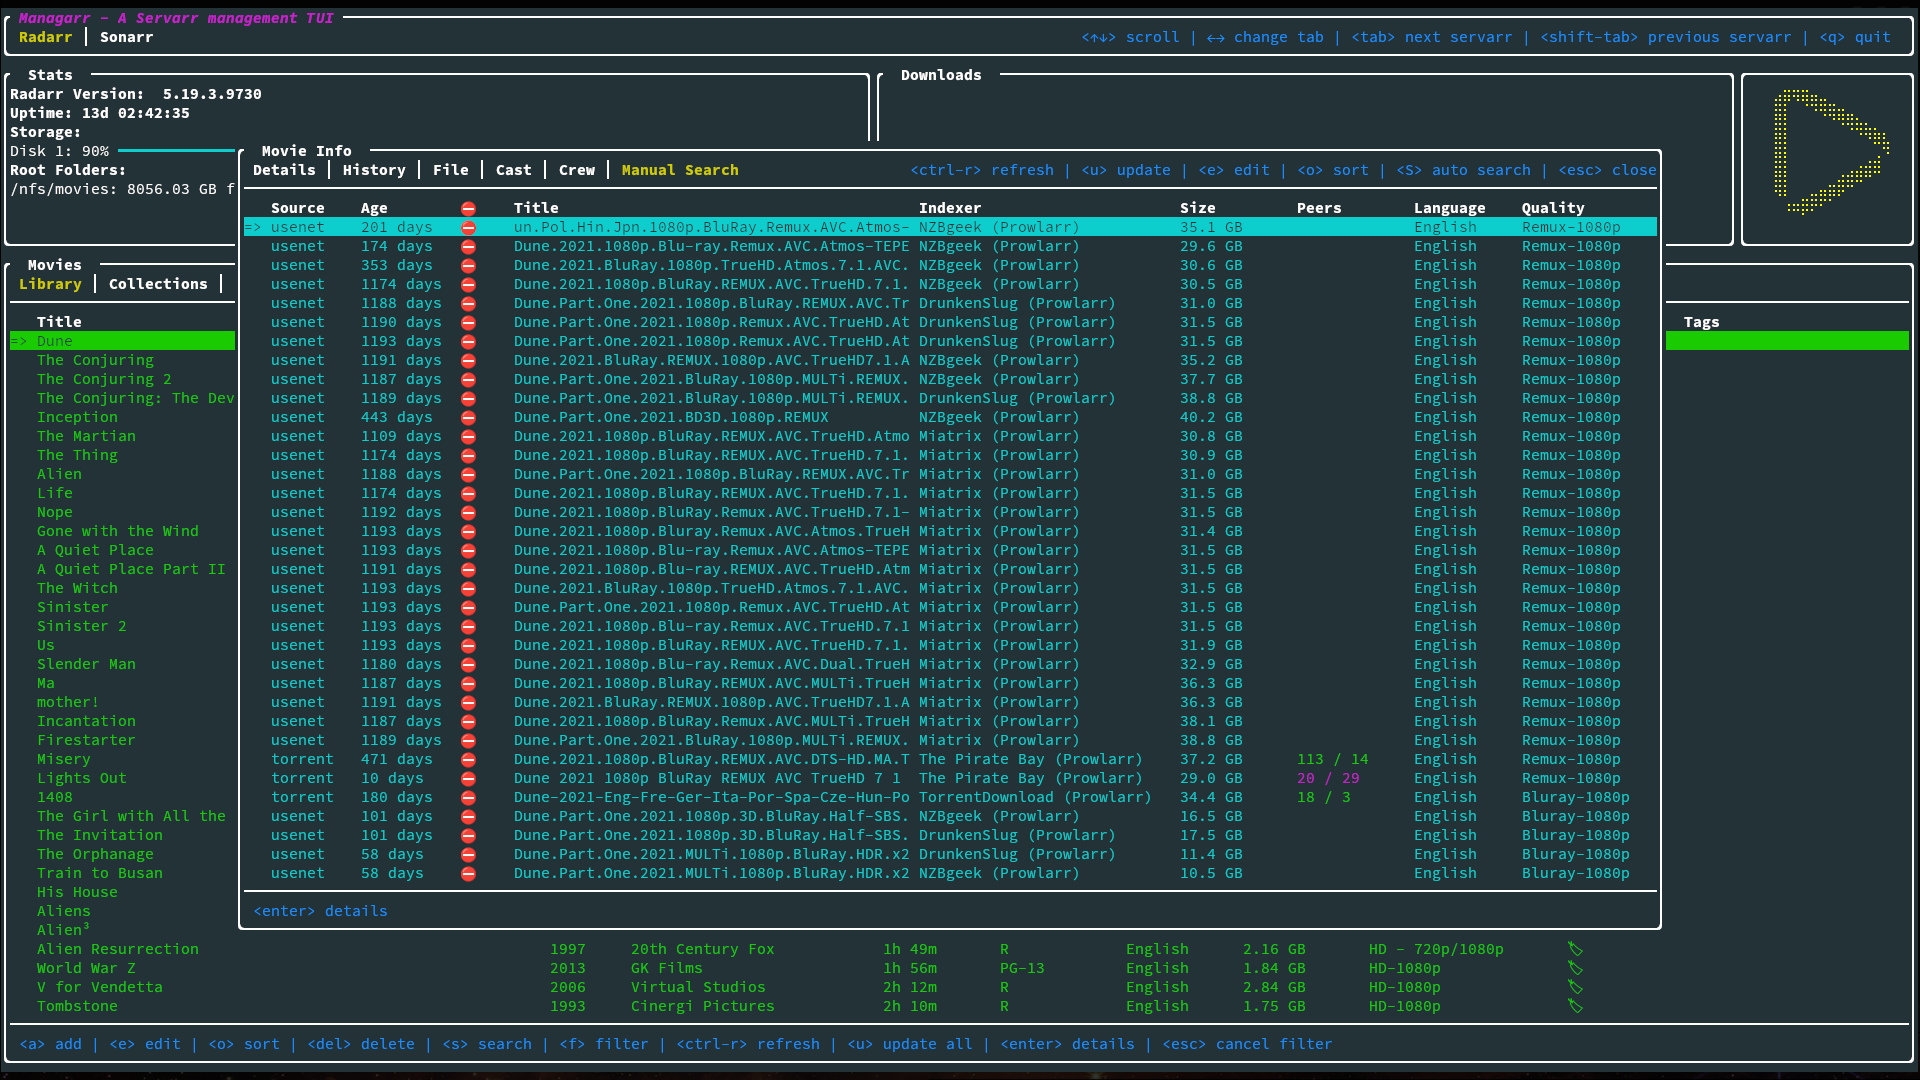 Managarr - A Servarr management TUI
Radarr │ Sonarr
<↑↓> scroll | ↔ change tab | <tab> next servarr | <shift-tab> previous servarr | <q> quit
Stats
Radarr Version:  5.19.3.9730
Uptime: 13d 02:42:35
Storage:
Disk 1: 90%
Root Folders:
/nfs/movies: 8056.03 GB f
Downloads
Movie Info
Details │ History │ File │ Cast │ Crew │ Manual Search
<ctrl-r> refresh | <u> update | <e> edit | <o> sort | <S> auto search | <esc> close
Source Age ⛔ Title Indexer Size Peers Language Quality
=> usenet 201 days ⛔ un.Pol.Hin.Jpn.1080p.BluRay.Remux.AVC.Atmos- NZBgeek (Prowlarr) 35.1 GB English Remux-1080p
usenet 174 days ⛔ Dune.2021.1080p.Blu-ray.Remux.AVC.Atmos-TEPE NZBgeek (Prowlarr) 29.6 GB English Remux-1080p
usenet 353 days ⛔ Dune.2021.BluRay.1080p.TrueHD.Atmos.7.1.AVC. NZBgeek (Prowlarr) 30.6 GB English Remux-1080p
usenet 1174 days ⛔ Dune.2021.1080p.BluRay.REMUX.AVC.TrueHD.7.1. NZBgeek (Prowlarr) 30.5 GB English Remux-1080p
usenet 1188 days ⛔ Dune.Part.One.2021.1080p.BluRay.REMUX.AVC.Tr DrunkenSlug (Prowlarr) 31.0 GB English Remux-1080p
usenet 1190 days ⛔ Dune.Part.One.2021.1080p.Remux.AVC.TrueHD.At DrunkenSlug (Prowlarr) 31.5 GB English Remux-1080p
usenet 1193 days ⛔ Dune.Part.One.2021.1080p.Remux.AVC.TrueHD.At DrunkenSlug (Prowlarr) 31.5 GB English Remux-1080p
usenet 1191 days ⛔ Dune.2021.BluRay.REMUX.1080p.AVC.TrueHD7.1.A NZBgeek (Prowlarr) 35.2 GB English Remux-1080p
usenet 1187 days ⛔ Dune.Part.One.2021.BluRay.1080p.MULTi.REMUX. NZBgeek (Prowlarr) 37.7 GB English Remux-1080p
usenet 1189 days ⛔ Dune.Part.One.2021.BluRay.1080p.MULTi.REMUX. DrunkenSlug (Prowlarr) 38.8 GB English Remux-1080p
usenet 443 days ⛔ Dune.Part.One.2021.BD3D.1080p.REMUX NZBgeek (Prowlarr) 40.2 GB English Remux-1080p
usenet 1109 days ⛔ Dune.2021.1080p.BluRay.REMUX.AVC.TrueHD.Atmo Miatrix (Prowlarr) 30.8 GB English Remux-1080p
usenet 1174 days ⛔ Dune.2021.1080p.BluRay.REMUX.AVC.TrueHD.7.1. Miatrix (Prowlarr) 30.9 GB English Remux-1080p
usenet 1188 days ⛔ Dune.Part.One.2021.1080p.BluRay.REMUX.AVC.Tr Miatrix (Prowlarr) 31.0 GB English Remux-1080p
usenet 1174 days ⛔ Dune.2021.1080p.BluRay.REMUX.AVC.TrueHD.7.1. Miatrix (Prowlarr) 31.5 GB English Remux-1080p
usenet 1192 days ⛔ Dune.2021.1080p.BluRay.REMUX.AVC.TrueHD.7.1- Miatrix (Prowlarr) 31.5 GB English Remux-1080p
usenet 1193 days ⛔ Dune.2021.1080p.Bluray.Remux.AVC.Atmos.TrueH Miatrix (Prowlarr) 31.4 GB English Remux-1080p
usenet 1193 days ⛔ Dune.2021.1080p.Blu-ray.Remux.AVC.Atmos-TEPE Miatrix (Prowlarr) 31.5 GB English Remux-1080p
usenet 1191 days ⛔ Dune.2021.1080p.BluRay.REMUX.AVC.TrueHD.Atm Miatrix (Prowlarr) 31.5 GB English Remux-1080p
usenet 1193 days ⛔ Dune.2021.BluRay.1080p.TrueHD.Atmos.7.1.AVC. Miatrix (Prowlarr) 31.5 GB English Remux-1080p
usenet 1193 days ⛔ Dune.Part.One.2021.1080p.Remux.AVC.TrueHD.At Miatrix (Prowlarr) 31.5 GB English Remux-1080p
usenet 1193 days ⛔ Dune.2021.1080p.Blu-ray.Remux.AVC.TrueHD.7.1 Miatrix (Prowlarr) 31.5 GB English Remux-1080p
usenet 1193 days ⛔ Dune.2021.1080p.BluRay.REMUX.AVC.TrueHD.7.1. Miatrix (Prowlarr) 31.9 GB English Remux-1080p
usenet 1180 days ⛔ Dune.2021.1080p.Blu-ray.Remux.AVC.Dual.TrueH Miatrix (Prowlarr) 32.9 GB English Remux-1080p
usenet 1187 days ⛔ Dune.2021.1080p.BluRay.REMUX.AVC.MULTi.TrueH Miatrix (Prowlarr) 36.3 GB English Remux-1080p
usenet 1191 days ⛔ Dune.2021.BluRay.REMUX.1080p.AVC.TrueHD7.1.A Miatrix (Prowlarr) 36.3 GB English Remux-1080p
usenet 1187 days ⛔ Dune.2021.1080p.BluRay.Remux.AVC.MULTi.TrueH Miatrix (Prowlarr) 38.1 GB English Remux-1080p
usenet 1189 days ⛔ Dune.Part.One.2021.BluRay.1080p.MULTi.REMUX. Miatrix (Prowlarr) 38.8 GB English Remux-1080p
torrent 471 days ⛔ Dune.2021.1080p.BluRay.REMUX.AVC.DTS-HD.MA.T The Pirate Bay (Prowlarr) 37.2 GB 113 / 14 English Remux-1080p
torrent 10 days ⛔ Dune 2021 1080p BluRay REMUX AVC TrueHD 7 1 The Pirate Bay (Prowlarr) 29.0 GB 20 / 29 English Remux-1080p
torrent 180 days ⛔ Dune-2021-Eng-Fre-Ger-Ita-Por-Spa-Cze-Hun-Po TorrentDownload (Prowlarr) 34.4 GB 18 / 3 English Bluray-1080p
usenet 101 days ⛔ Dune.Part.One.2021.1080p.3D.BluRay.Half-SBS. NZBgeek (Prowlarr) 16.5 GB English Bluray-1080p
usenet 101 days ⛔ Dune.Part.One.2021.1080p.3D.BluRay.Half-SBS. DrunkenSlug (Prowlarr) 17.5 GB English Bluray-1080p
usenet 58 days ⛔ Dune.Part.One.2021.MULTi.1080p.BluRay.HDR.x2 DrunkenSlug (Prowlarr) 11.4 GB English Bluray-1080p
usenet 58 days ⛔ Dune.Part.One.2021.MULTi.1080p.BluRay.HDR.x2 NZBgeek (Prowlarr) 10.5 GB English Bluray-1080p
<enter> details
Movies
Library │ Collections │
Title Tags
=> Dune
The Conjuring
The Conjuring 2
The Conjuring: The Dev
Inception
The Martian
The Thing
Alien
Life
Nope
Gone with the Wind
A Quiet Place
A Quiet Place Part II
The Witch
Sinister
Sinister 2
Us
Slender Man
Ma
mother!
Incantation
Firestarter
Misery
Lights Out
1408
The Girl with All the
The Invitation
The Orphanage
Train to Busan
His House
Aliens
Alien³
Alien Resurrection 1997 20th Century Fox 1h 49m R English 2.16 GB HD - 720p/1080p
World War Z 2013 GK Films 1h 56m PG-13 English 1.84 GB HD-1080p
V for Vendetta 2006 Virtual Studios 2h 12m R English 2.84 GB HD-1080p
Tombstone 1993 Cinergi Pictures 2h 10m R English 1.75 GB HD-1080p
<a> add | <e> edit | <o> sort | <del> delete | <s> search | <f> filter | <ctrl-r> refresh | <u> update all | <enter> details | <esc> cancel filter